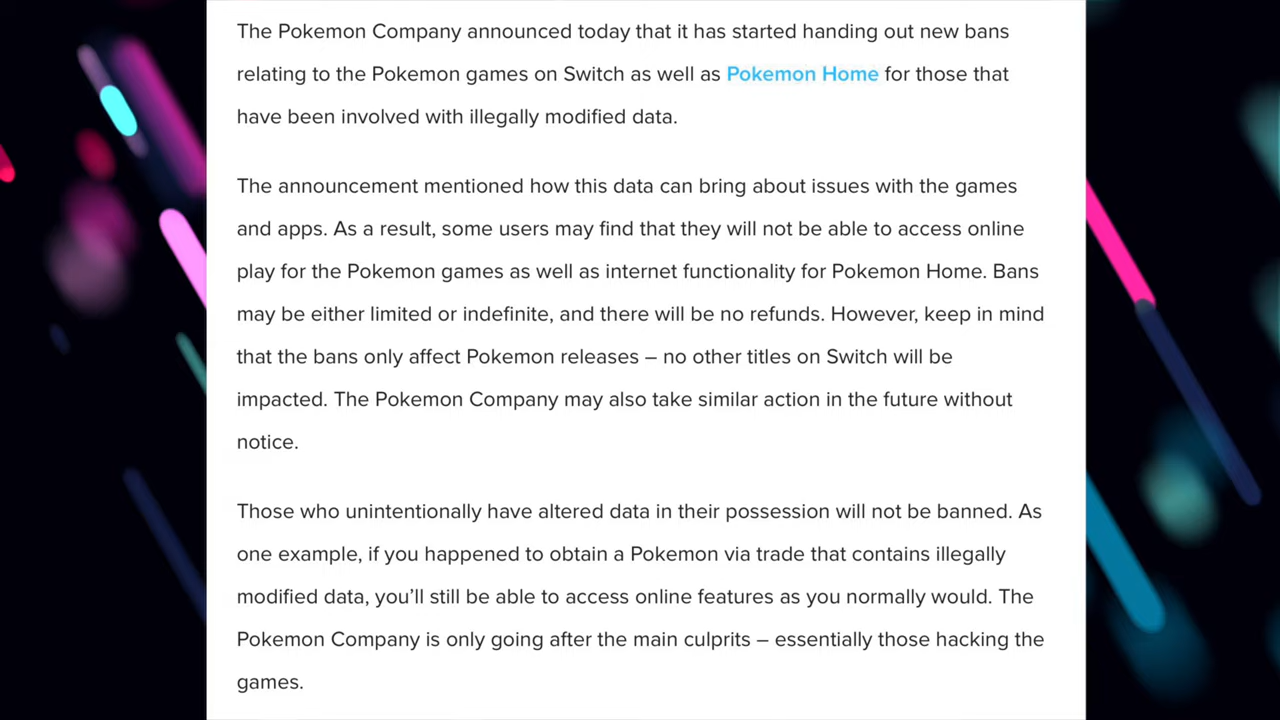 The Pokemon Company announced today that it has started handing out new bans
relating to the Pokemon games on Switch as well as Pokemon Home for those that
have been involved with illegally modified data.
The announcement mentioned how this data can bring about issues with the games
and apps. As a result, some users may find that they will not be able to access online
play for the Pokemon games as well as internet functionality for Pokemon Home. Bans
may be either limited or indefinite, and there will be no refunds. However, keep in mind
that the bans only affect Pokemon releases – no other titles on Switch will be
impacted. The Pokemon Company may also take similar action in the future without
notice.
Those who unintentionally have altered data in their possession will not be banned. As
one example, if you happened to obtain a Pokemon via trade that contains illegally
modified data, you’ll still be able to access online features as you normally would. The
Pokemon Company is only going after the main culprits – essentially those hacking the
games.